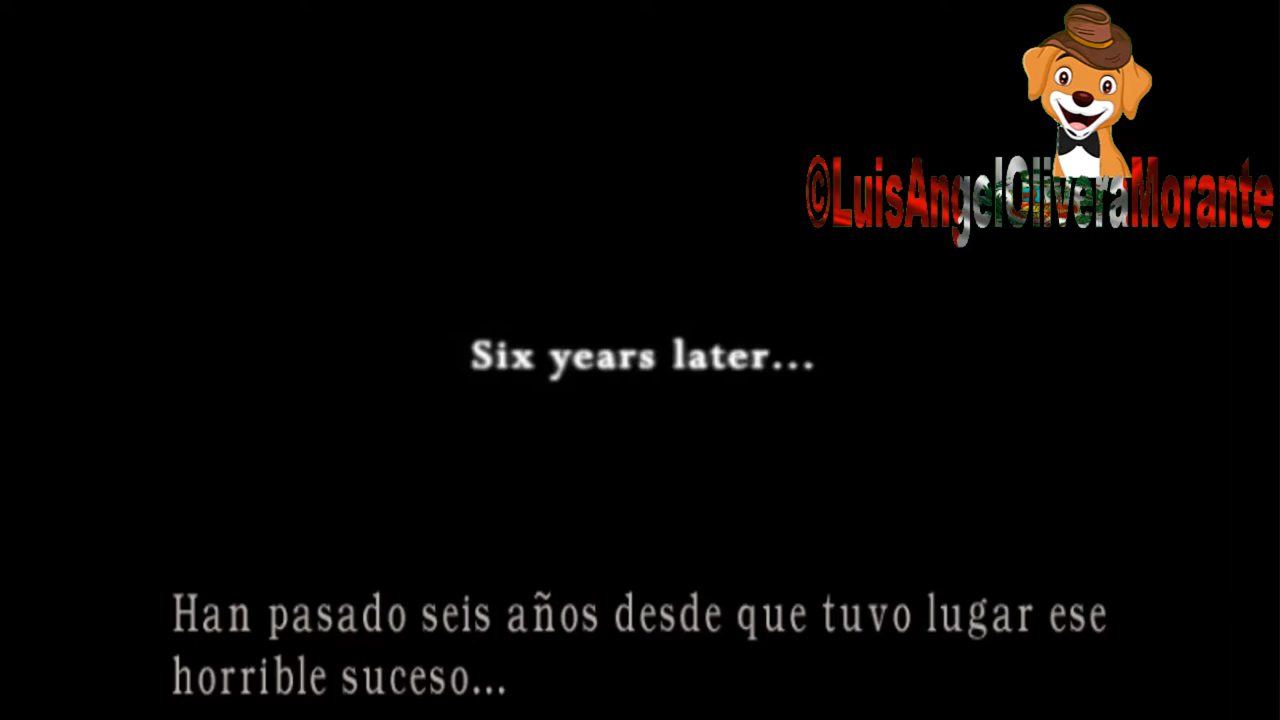 ©LuisAngelOliveraMorante
Six years later...
Han pasado seis años desde que tuvo lugar ese
horrible suceso...